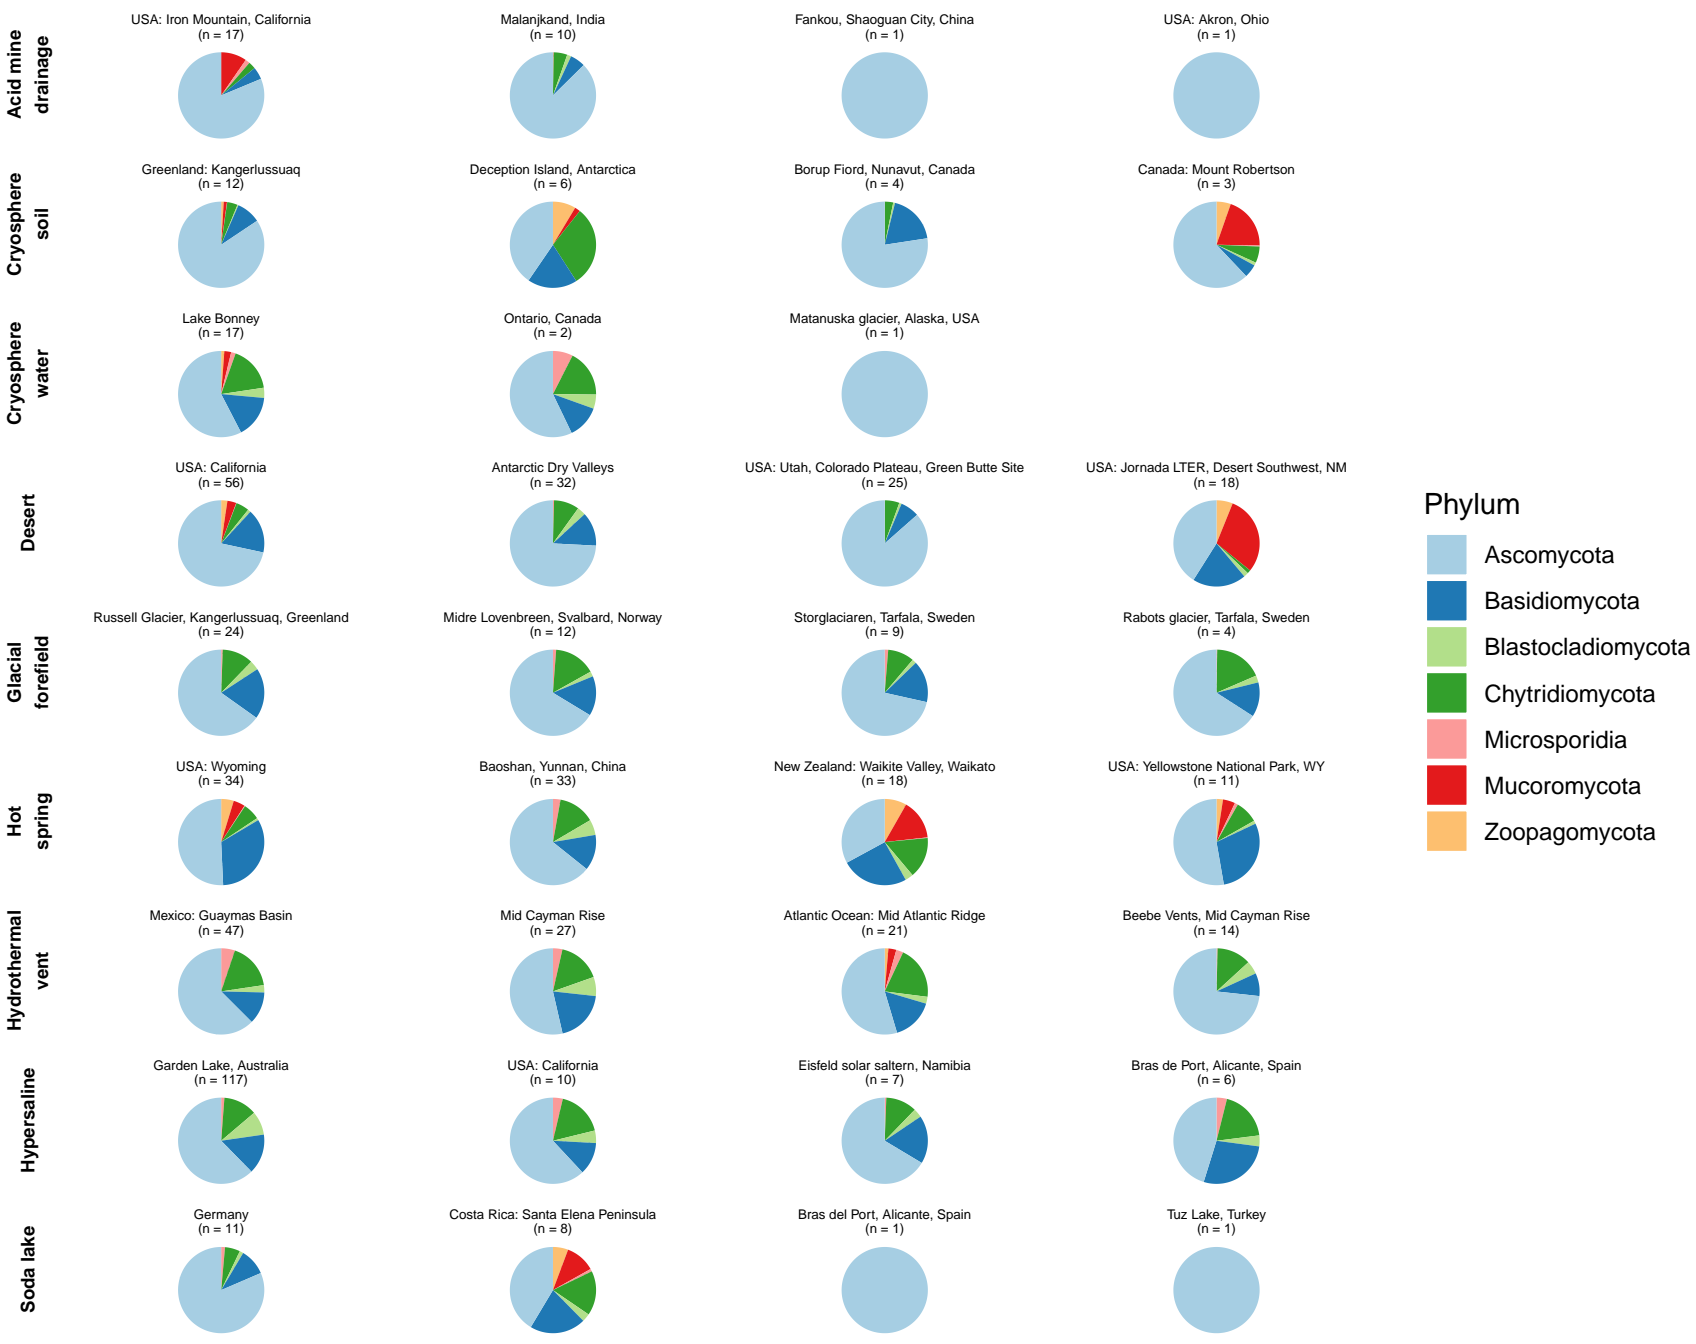 Acid mine
drainage
USA: Iron Mountain, California
(n = 17)
Malanjkand, India
(n = 10)
Fankou, Shaoguan City, China
(n = 1)
USA: Akron, Ohio
(n = 1)
Cryosphere
soil
Greenland: Kangerlussuaq
(n = 12)
Deception Island, Antarctica
(n = 6)
Borup Fiord, Nunavut, Canada
(n = 4)
Canada: Mount Robertson
(n = 3)
Cryosphere
water
Lake Bonney
(n = 17)
Ontario, Canada
(n = 2)
Matanuska glacier, Alaska, USA
(n = 1)
Desert
USA: California
(n = 56)
Antarctic Dry Valleys
(n = 32)
USA: Utah, Colorado Plateau, Green Butte Site
(n = 25)
USA: Jornada LTER, Desert Southwest, NM
(n = 18)
Glacial
forefield
Russell Glacier, Kangerlussuaq, Greenland
(n = 24)
Midre Lovenbreen, Svalbard, Norway
(n = 12)
Storglaciaren, Tarfala, Sweden
(n = 9)
Rabots glacier, Tarfala, Sweden
(n = 4)
Hot
spring
USA: Wyoming
(n = 34)
Baoshan, Yunnan, China
(n = 33)
New Zealand: Waikite Valley, Waikato
(n = 18)
USA: Yellowstone National Park, WY
(n = 11)
Hydrothermal
vent
Mexico: Guaymas Basin
(n = 47)
Mid Cayman Rise
(n = 27)
Atlantic Ocean: Mid Atlantic Ridge
(n = 21)
Beebe Vents, Mid Cayman Rise
(n = 14)
Hypersaline
Garden Lake, Australia
(n = 117)
USA: California
(n = 10)
Eisfeld solar saltern, Namibia
(n = 7)
Bras de Port, Alicante, Spain
(n = 6)
Soda lake
Germany
(n = 11)
Costa Rica: Santa Elena Peninsula
(n = 8)
Bras del Port, Alicante, Spain
(n = 1)
Tuz Lake, Turkey
(n = 1)
Phylum
Ascomycota
Basidiomycota
Blastocladiomycota
Chytridiomycota
Microsporidia
Mucoromycota
Zoopagomycota